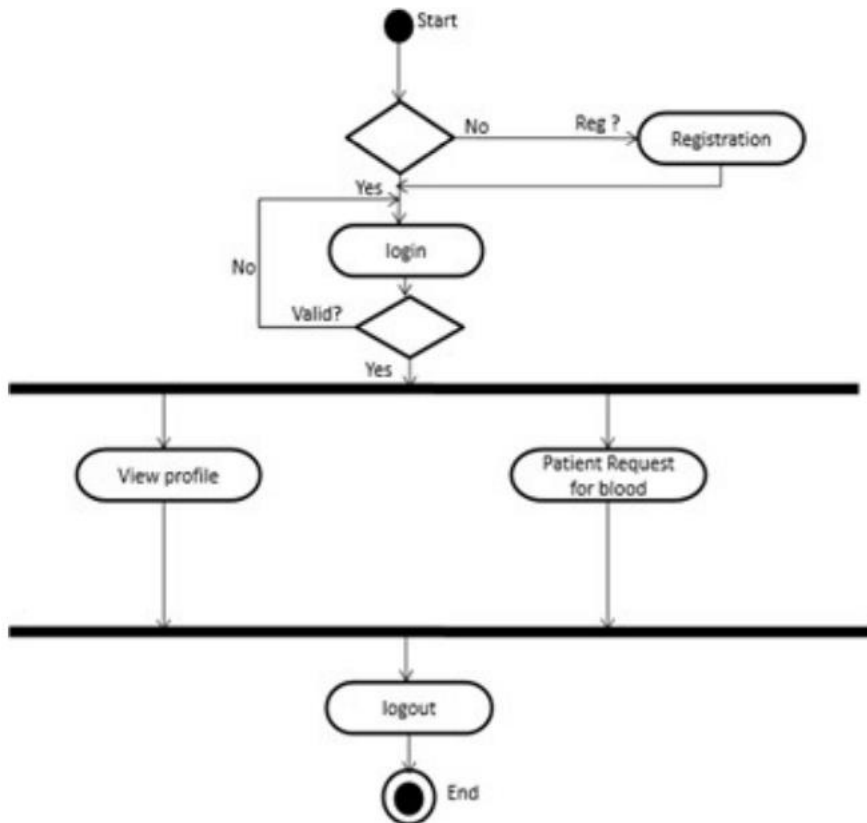 Start
No
Reg ?
Registration
Yes
login
No
Valid?
Yes
View profile
Patient Request
for blood
logout
End